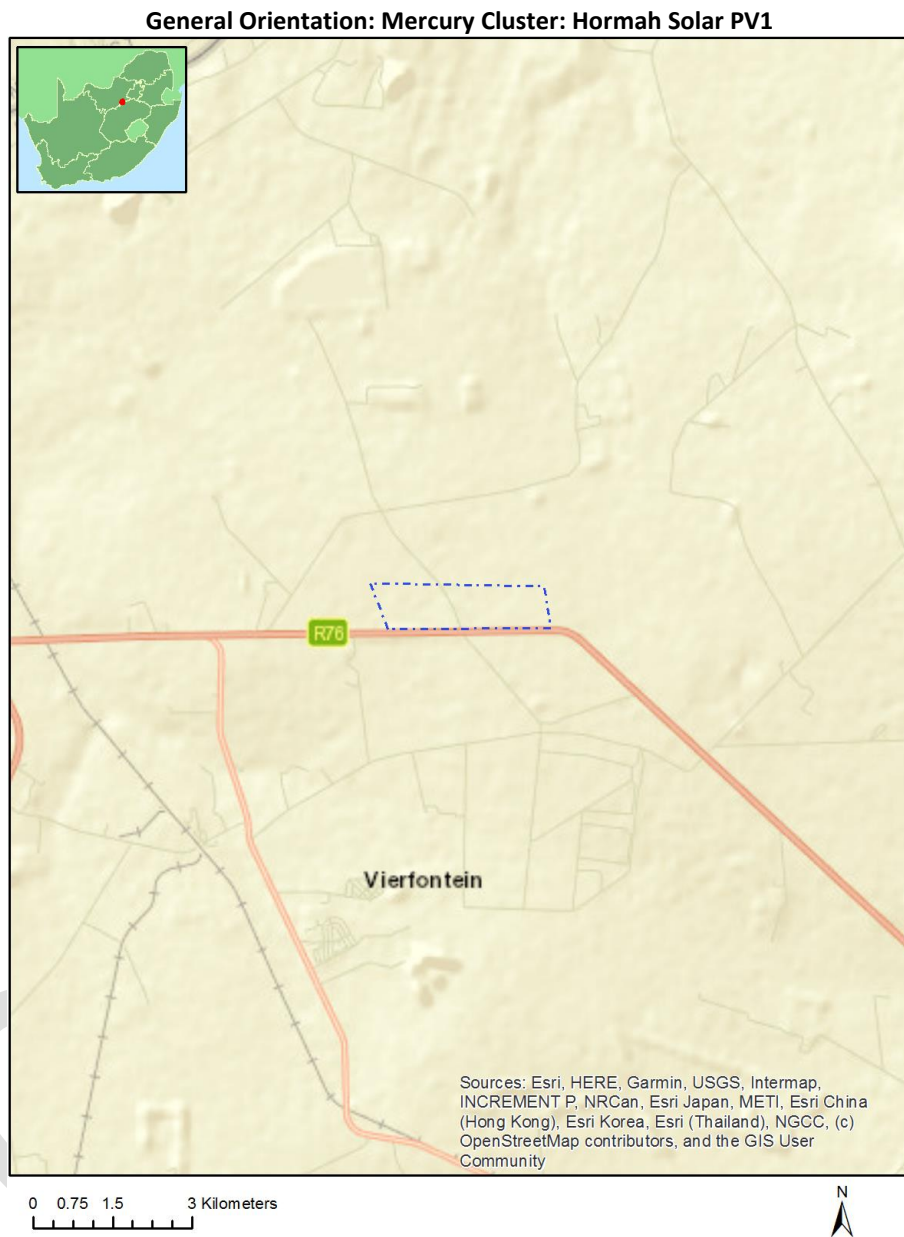 General Orientation: Mercury Cluster: Hormah Solar PV1
R76
Vierfontein
Sources: Esri, HERE, Garmin, USGS, Intermap,
INCREMENT P, NRCan, Esri Japan, METI, Esri China
(Hong Kong), Esri Korea, Esri (Thailand), NGCC, (c)
OpenStreetMap contributors, and the GIS User
Community
0 0.75 1.5 3 Kilometers
N